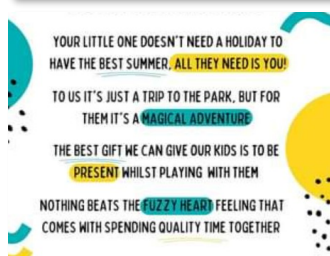 YOUR LITTLE ONE DOESN'T NEED A HOLIDAY TO
HAVE THE BEST SUMMER, ALL THEY NEED IS YOU!
TO US IT'S JUST A TRIP TO THE PARK, BUT FOR
THEM IT'S A MAGICAL ADVENTURE
THE BEST GIFT WE CAN GIVE OUR KIDS IS TO BE
PRESENT WHILST PLAYING WITH THEM
NOTHING BEATS THE FUZZY HEART FEELING THAT
COMES WITH SPENDING QUALITY TIME TOGETHER